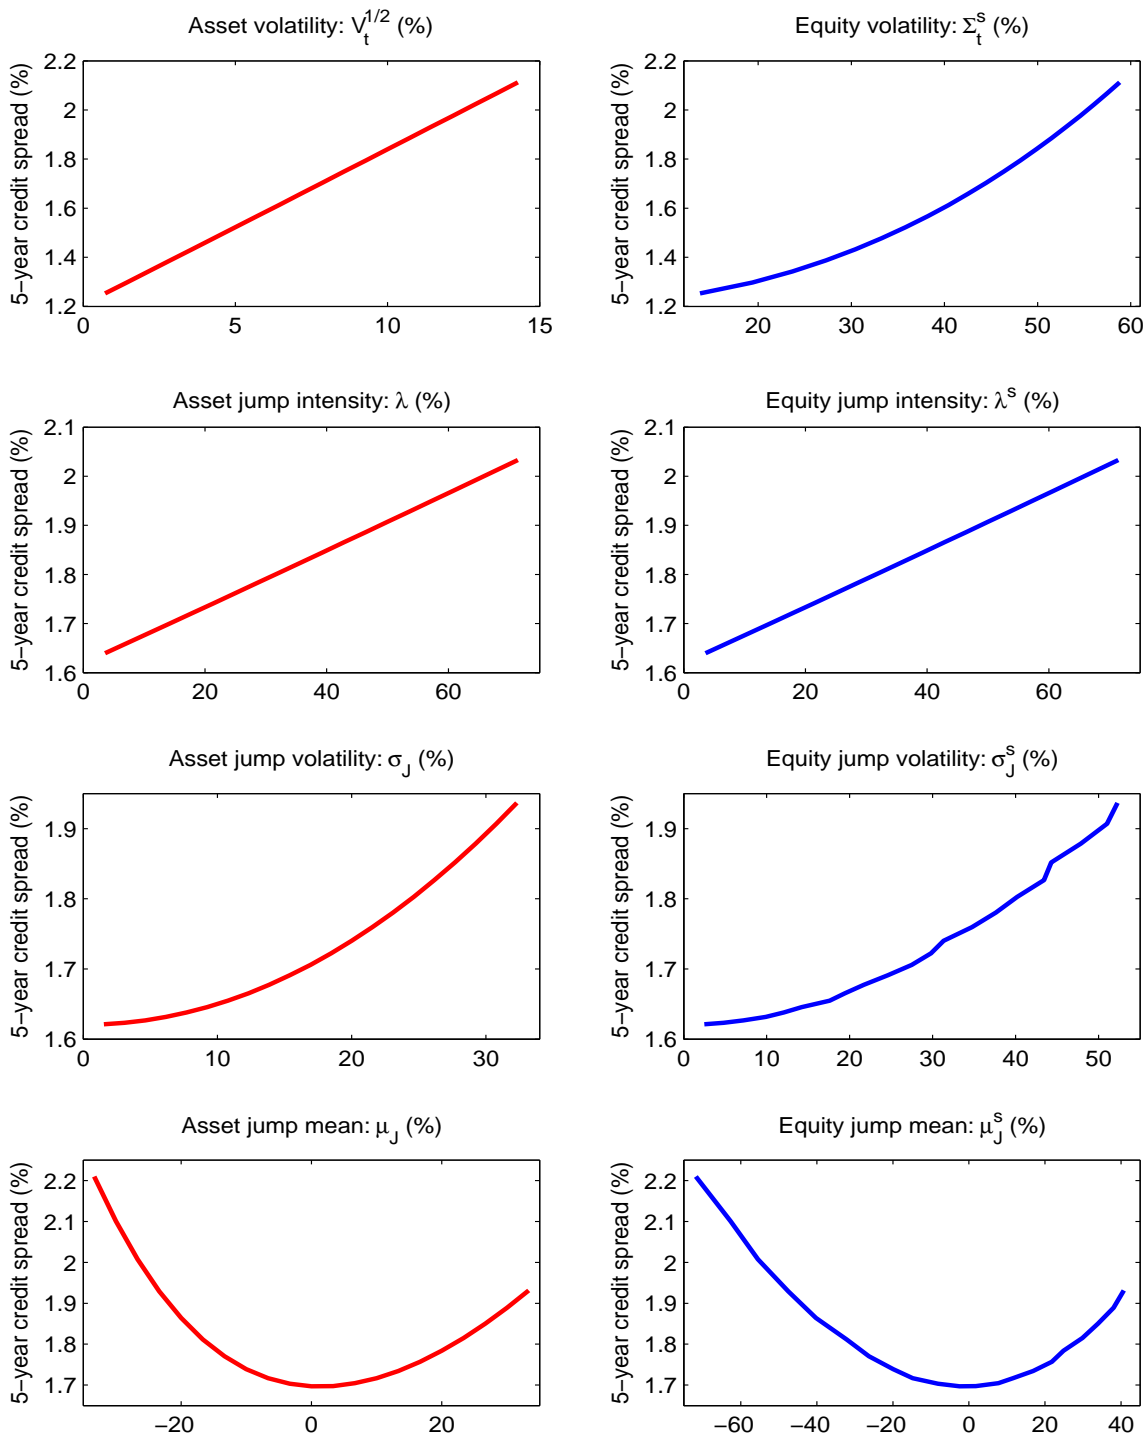 Asset volatility: V_t^{1/2} (%)
5−year credit spread (%)
2.2
2
1.8
1.6
1.4
1.2
0 5 10 15
Equity volatility: Σ_t^s (%)
5−year credit spread (%)
2.2
2
1.8
1.6
1.4
1.2
20 30 40 50 60
Asset jump intensity: λ (%)
5−year credit spread (%)
2.1
2
1.9
1.8
1.7
1.6
0 20 40 60
Equity jump intensity: λ^s (%)
5−year credit spread (%)
2.1
2
1.9
1.8
1.7
1.6
0 20 40 60
Asset jump volatility: σ_J (%)
5−year credit spread (%)
1.9
1.8
1.7
1.6
0 10 20 30
Equity jump volatility: σ_J^s (%)
5−year credit spread (%)
1.9
1.8
1.7
1.6
0 10 20 30 40 50
Asset jump mean: μ_J (%)
5−year credit spread (%)
2.2
2.1
2
1.9
1.8
1.7
−20 0 20
Equity jump mean: μ_J^s (%)
5−year credit spread (%)
2.2
2.1
2
1.9
1.8
1.7
−60 −40 −20 0 20 40